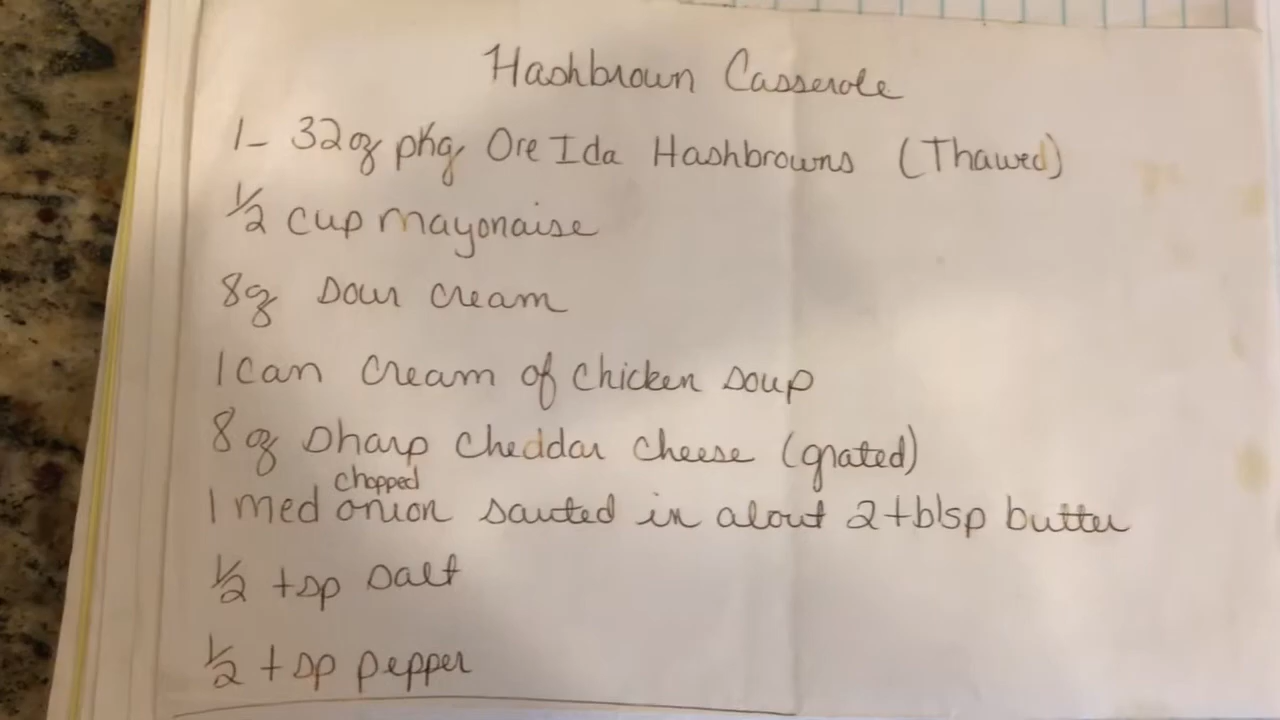 Hashbrown Casserole
1- 32oz pkg Ore Ida Hashbrowns (Thawed)
1/2 cup mayonaise
8oz sour cream
1 can cream of chicken soup
8 oz sharp cheddar cheese (grated)
chopped
1 med onion sauted in about 2 tblsp butter
1/2 tsp salt
1/2 tsp pepper